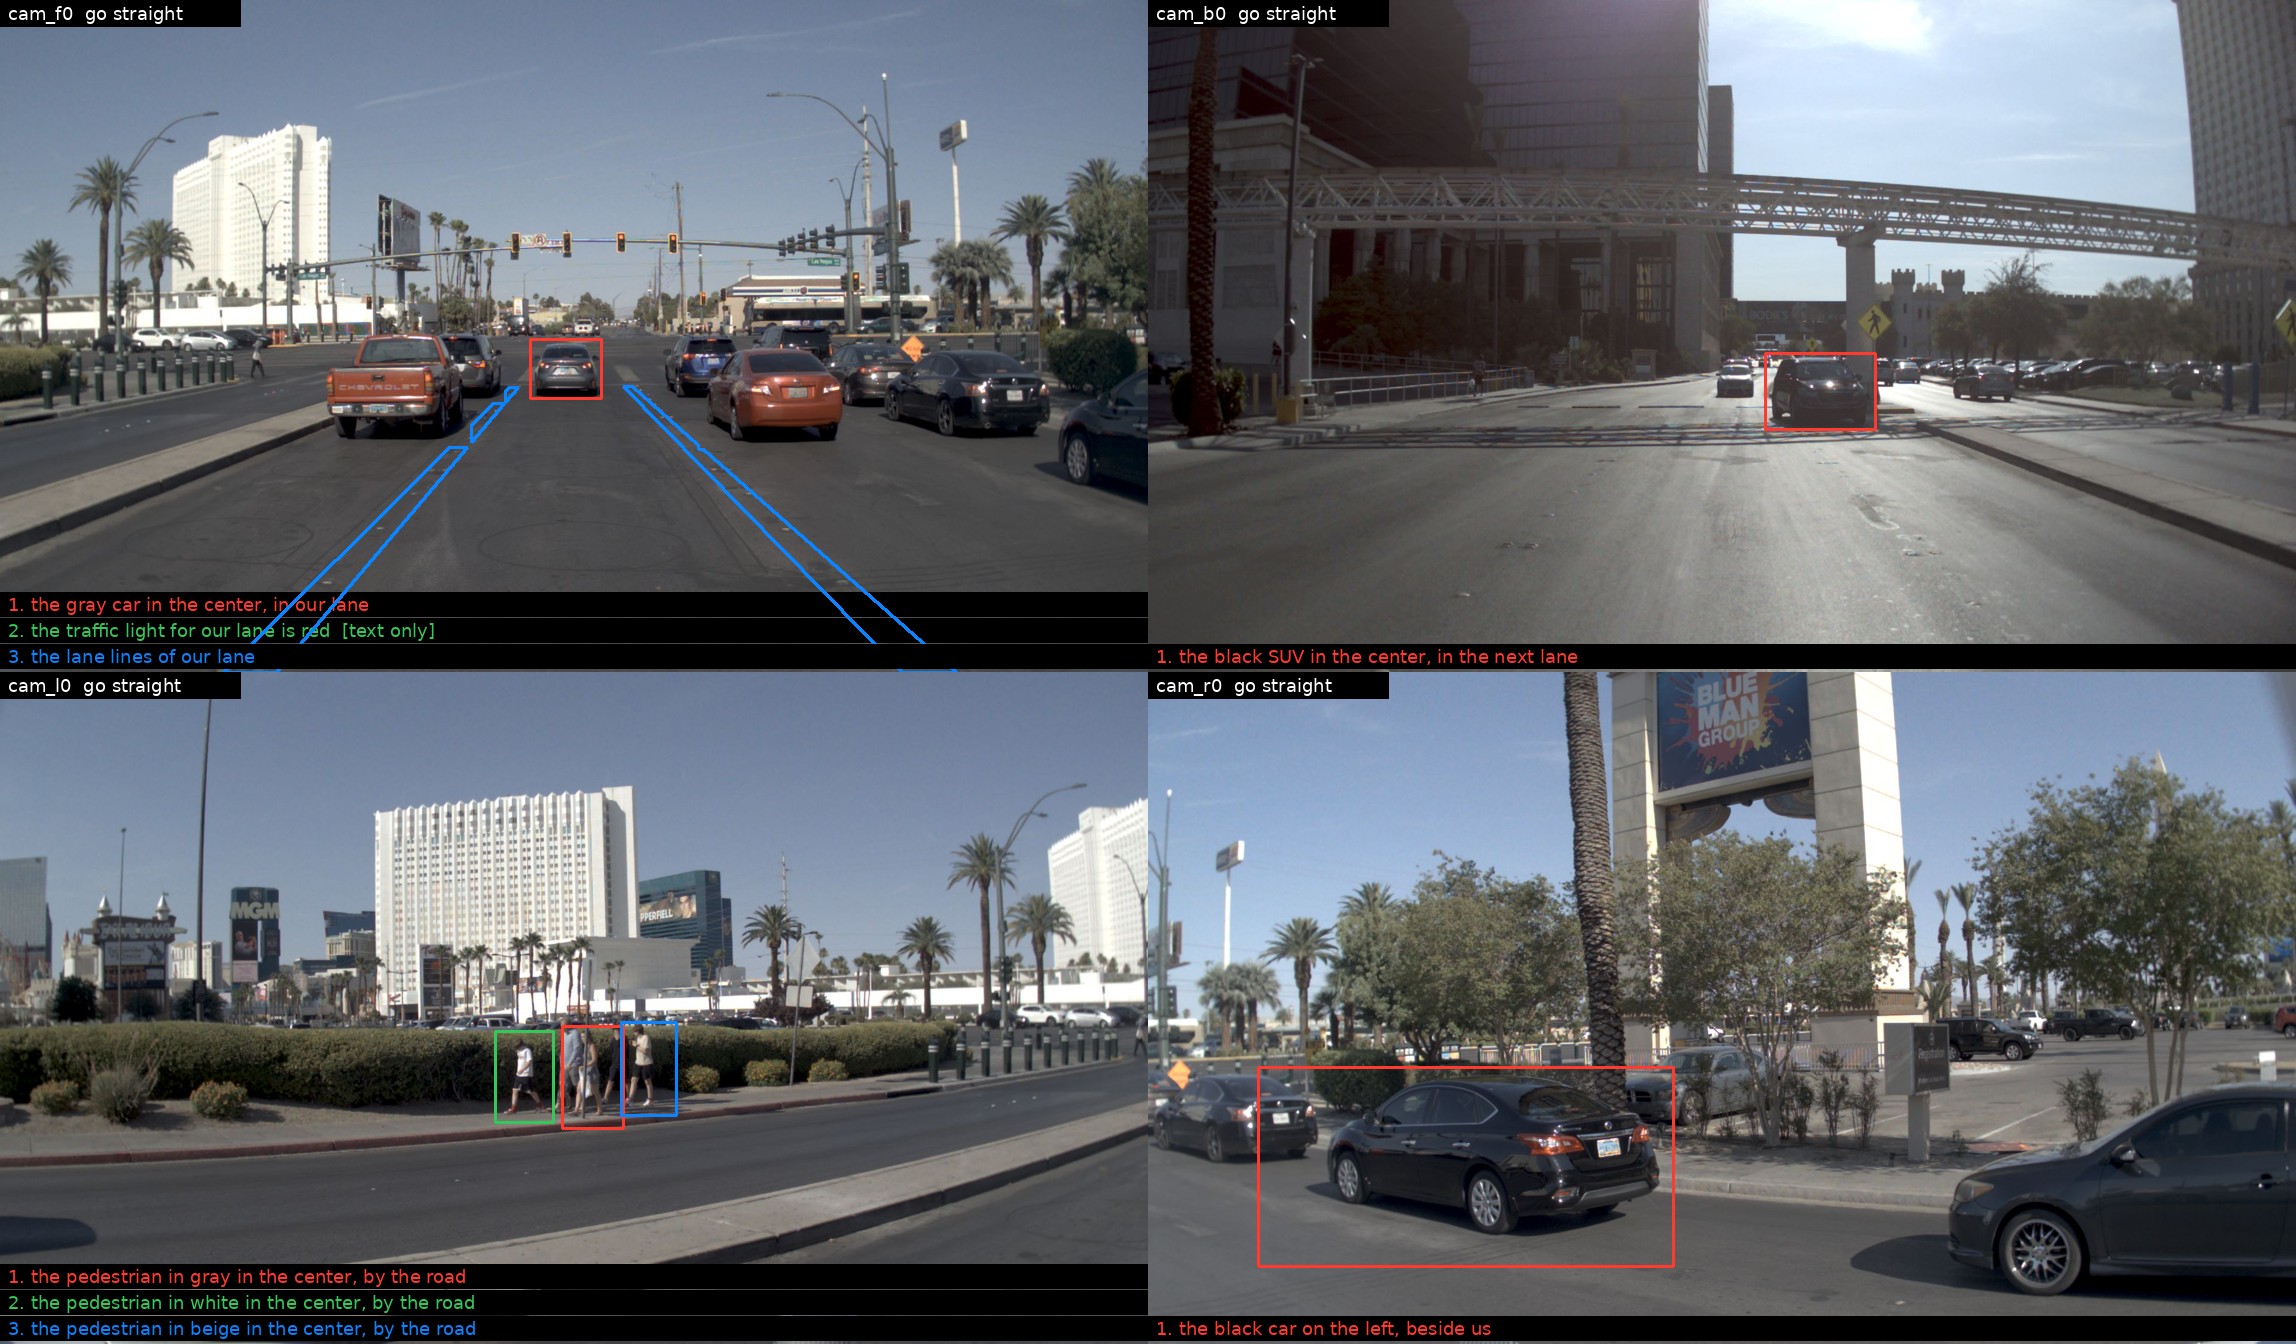 cam_f0 go straight
CHEVROLET
Las Vegas
1. the gray car in the center, in our lane
2. the traffic light for our lane is red [text only]
3. the lane lines of our lane
cam_b0 go straight
1. the black SUV in the center, in the next lane
cam_l0 go straight
MGM
PPERFIELD
1. the pedestrian in gray in the center, by the road
2. the pedestrian in white in the center, by the road
3. the pedestrian in beige in the center, by the road
cam_r0 go straight
BLUE
MAN
GROUP
Registration
1. the black car on the left, beside us